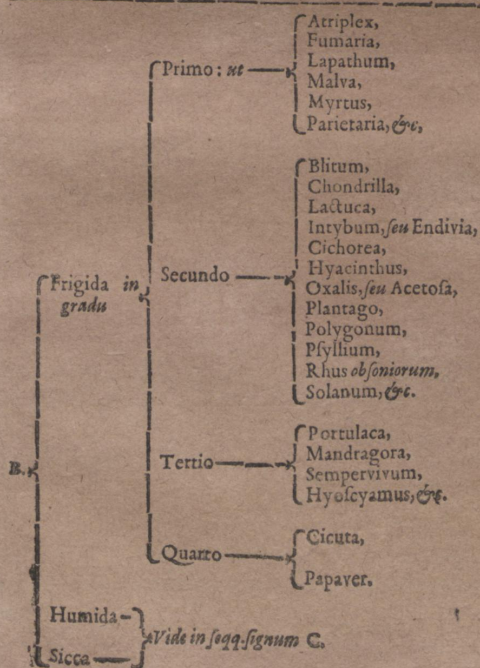 Atriplex,
Fumaria,
Primo: ut Lapathum,
Malva,
Myrtus,
Parietaria, &c,
Blitum,
Chondrilla,
Lactuca,
Intybum, seu Endivia,
Cichorea,
Frigida in gradu
Secundo
Hyacinthus,
Oxalis, seu Acetosa,
Plantago,
Polygonum,
Psyllium,
Rhus obsoniorum,
Solanum, &c.
B.
Tertio
Portulaca,
Mandragora,
Sempervivum,
Hyoscyamus, &c.
Quarto
Cicuta,
Papaver.
Humida
Sicca
Vide in seqq. signum C.